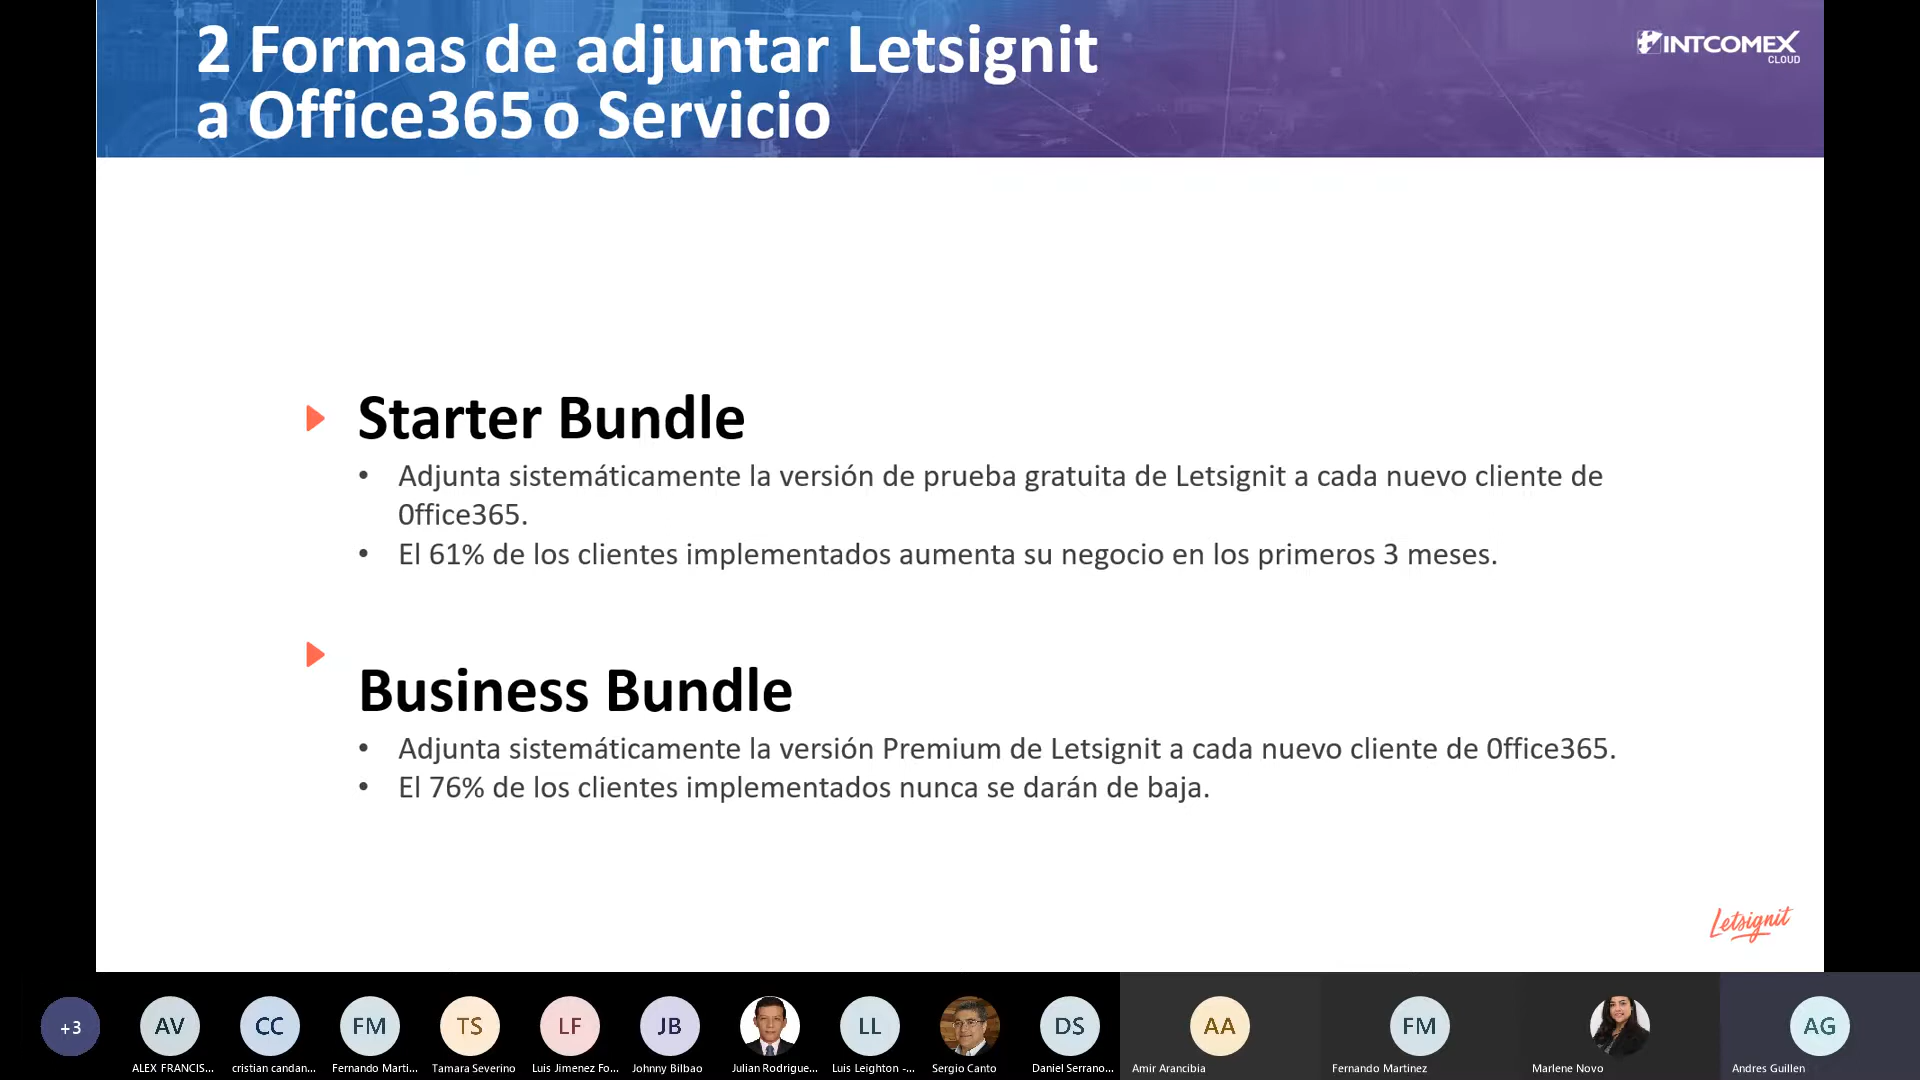 2 Formas de adjuntar Letsignit
a Office365 o Servicio
INTCOMEX
CLOUD
Starter Bundle
• Adjunta sistemáticamente la versión de prueba gratuita de Letsignit a cada nuevo cliente de
0ffice365.
• El 61% de los clientes implementados aumenta su negocio en los primeros 3 meses.
Business Bundle
• Adjunta sistemáticamente la versión Premium de Letsignit a cada nuevo cliente de 0ffice365.
• El 76% de los clientes implementados nunca se darán de baja.
Letsignit
+3 AV CC FM TS LF JB LL DS AA FM AG
ALEX FRANCIS... cristian candan... Fernando Marti... Tamara Severino Luis Jimenez Fo... Johnny Bilbao Julian Rodrigue... Luis Leighton -... Sergio Canto Daniel Serrano... Amir Arancibia Fernando Martinez Marlene Novo Andres Guillen